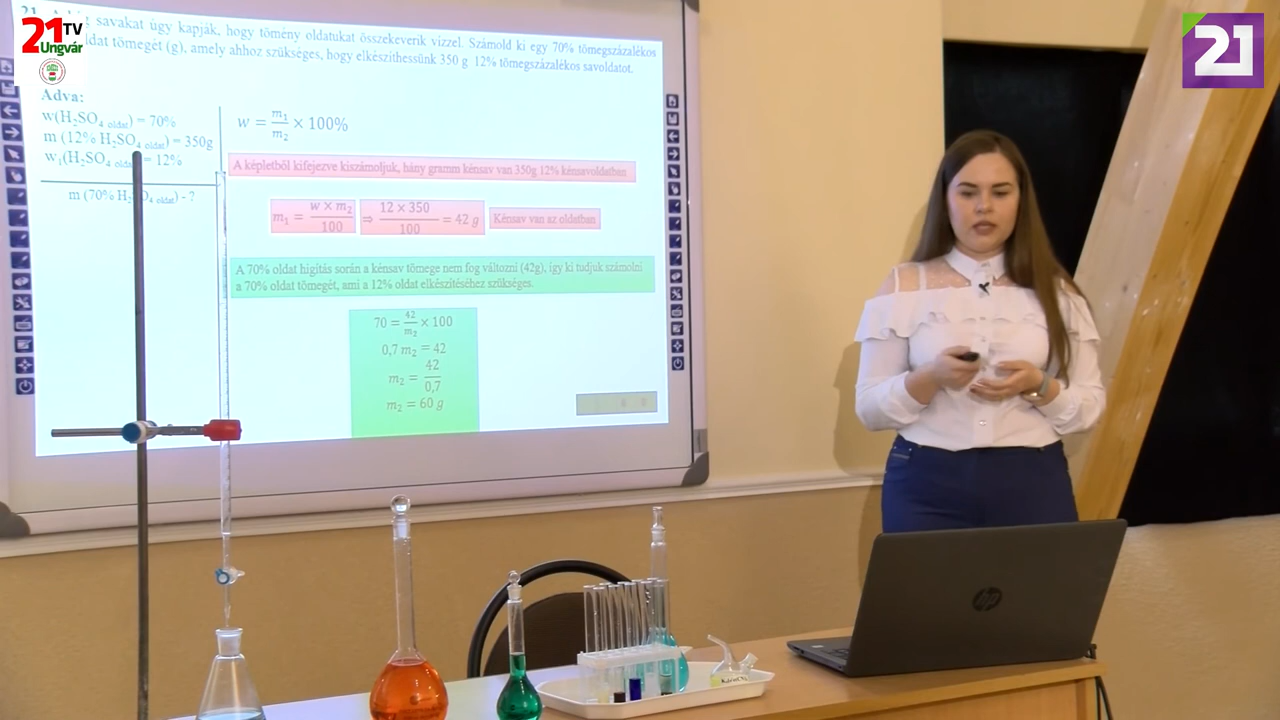 21TV
Ungvár
21
21.
savakat úgy kapják, hogy tömény oldatukat összekeverik vízzel. Számold ki egy 70% tömegszázalékos
oldat tömegét (g), amely ahhoz szükséges, hogy elkészíthessünk 350 g 12% tömegszázalékos savoldatot.
Adva:
w(H₂SO₄ oldat) = 70%
m (12% H₂SO₄ oldat) = 350g
w₁(H₂SO₄ oldat) = 12%
m (70% H₂SO₄ oldat) - ?
w = m₁/m₂ × 100%
A képletből kifejezve kiszámoljuk, hány gramm kénsav van 350g 12% kénsavoldatban
m₁ = w × m₂/100 ⇒ 12 × 350/100 = 42 g Kénsav van az oldatban
A 70% oldat hígítás során a kénsav tömege nem fog változni (42g), így ki tudjuk számolni
a 70% oldat tömegét, ami a 12% oldat elkészítéséhez szükséges.
70 = 42/m₂ × 100
0,7 m₂ = 42
m₂ = 42/0,7
m₂ = 60 g
hp